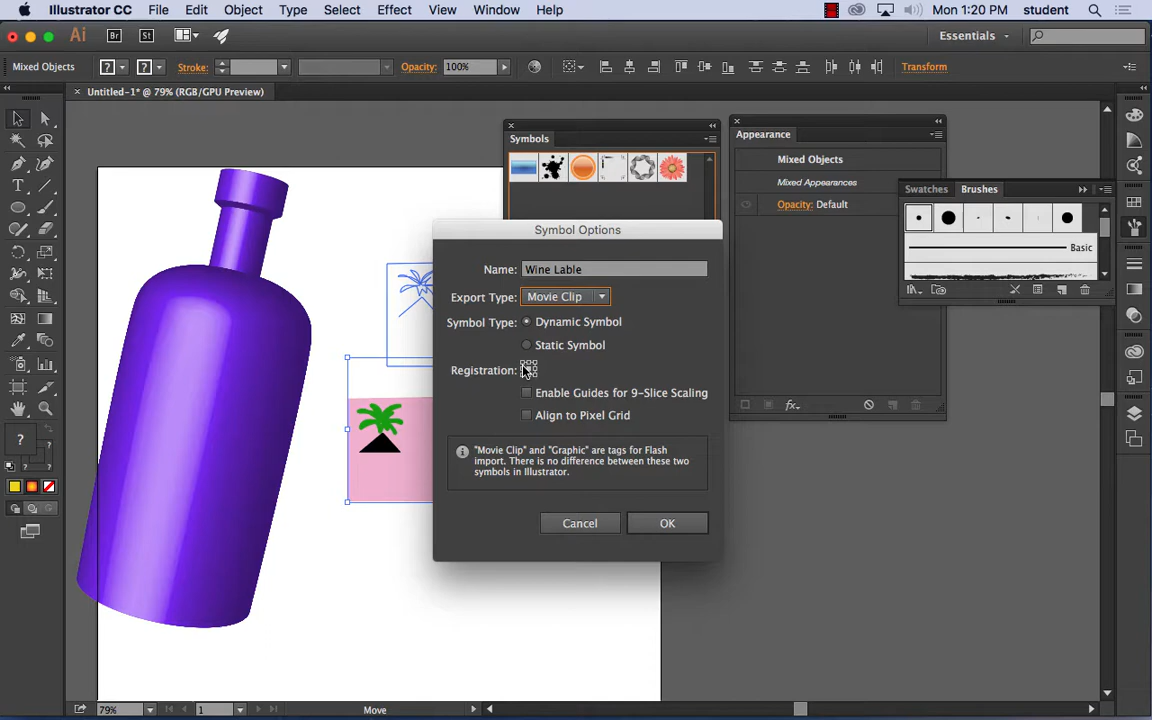 Illustrator CC File Edit Object Type Select Effect View Window Help Mon 1:20 PM student
Ai Br St Essentials
Mixed Objects ? ? Stroke: Opacity: 100% Transform
× Untitled-1* @ 79% (RGB/GPU Preview)
Symbols
Appearance
Mixed Objects
Mixed Appearances
Opacity: Default
Swatches Brushes
Basic
Symbol Options
Name: Wine Lable
Export Type: Movie Clip
Symbol Type: Dynamic Symbol
Static Symbol
Registration:
Enable Guides for 9-Slice Scaling
Align to Pixel Grid
"Movie Clip" and "Graphic" are tags for Flash
import. There is no difference between these two
symbols in Illustrator.
Cancel OK
T
?
?
? ?
fx
79% 1 Move